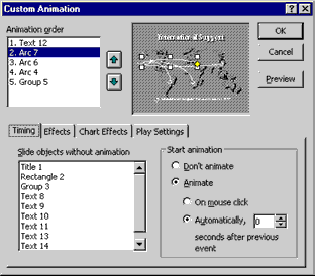 Custom Animation
Animation order
1. Text 12
2. Arc 7
3. Arc 6
4. Arc 4
5. Group 5
International Support
OK
Cancel
Preview
Timing
Effects
Chart Effects
Play Settings
Slide objects without animation
Title 1
Rectangle 2
Group 3
Text 8
Text 9
Text 10
Text 11
Text 13
Text 14
Start animation
Don't animate
Animate
On mouse click
Automatically, 0
seconds after previous
event